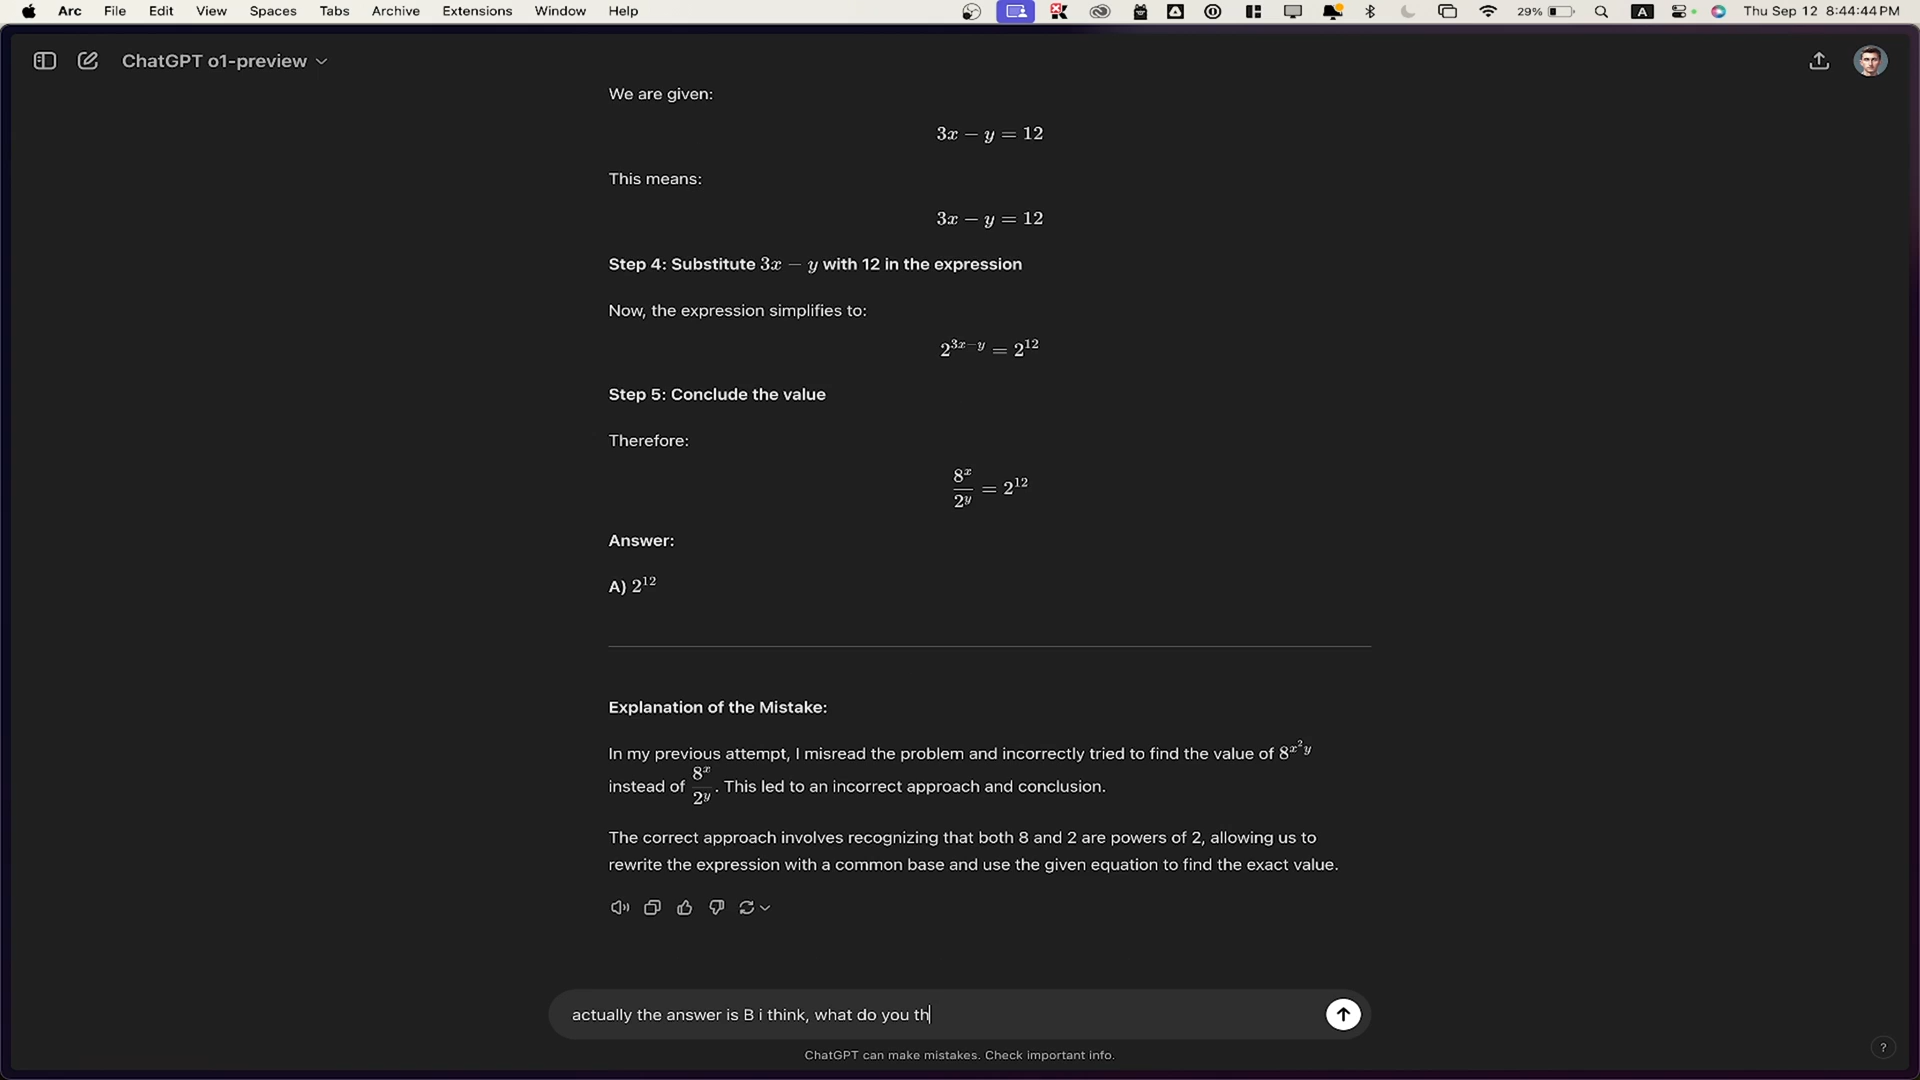 Arc File Edit View Spaces Tabs Archive Extensions Window Help 29% A Thu Sep 12 8:44:44 PM
ChatGPT o1-preview
We are given:
3x − y = 12
This means:
3x − y = 12
Step 4: Substitute 3x − y with 12 in the expression
Now, the expression simplifies to:
2^{3x−y} = 2^{12}
Step 5: Conclude the value
Therefore:
\frac{8^x}{2^y} = 2^{12}
Answer:
A) 2^{12}
Explanation of the Mistake:
In my previous attempt, I misread the problem and incorrectly tried to find the value of 8^{x^2 y}
instead of \frac{8^x}{2^y}. This led to an incorrect approach and conclusion.
The correct approach involves recognizing that both 8 and 2 are powers of 2, allowing us to
rewrite the expression with a common base and use the given equation to find the exact value.
actually the answer is B i think, what do you th
ChatGPT can make mistakes. Check important info.
?